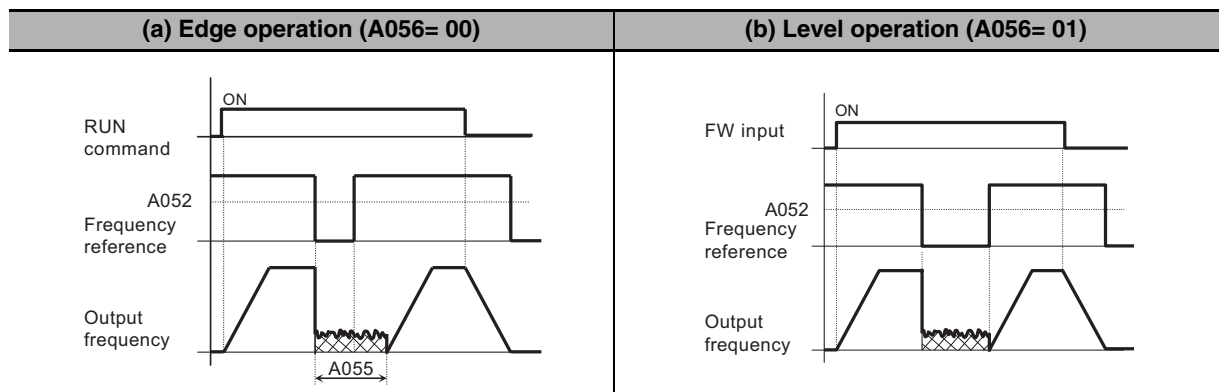 (a) Edge operation (A056= 00)
(b) Level operation (A056= 01)
ON
RUN
command
A052
Frequency
reference
Output
frequency
A055
ON
FW input
A052
Frequency
reference
Output
frequency